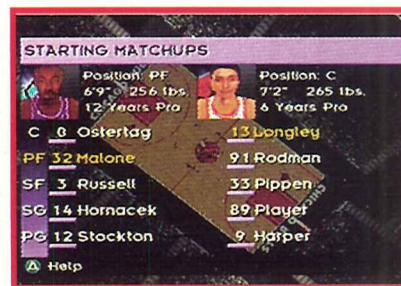 STARTING MATCHUPS
Position: PF
6'9" 256 lbs.
12 Years Pro
Position: C
7'2" 265 lbs.
6 Years Pro
C 0 Ostertag 13 Longley
PF 32 Malone 91 Rodman
SF 3 Russell 33 Pippen
SG 14 Hornacek 89 Player
PG 12 Stockton 9 Harper
A Help